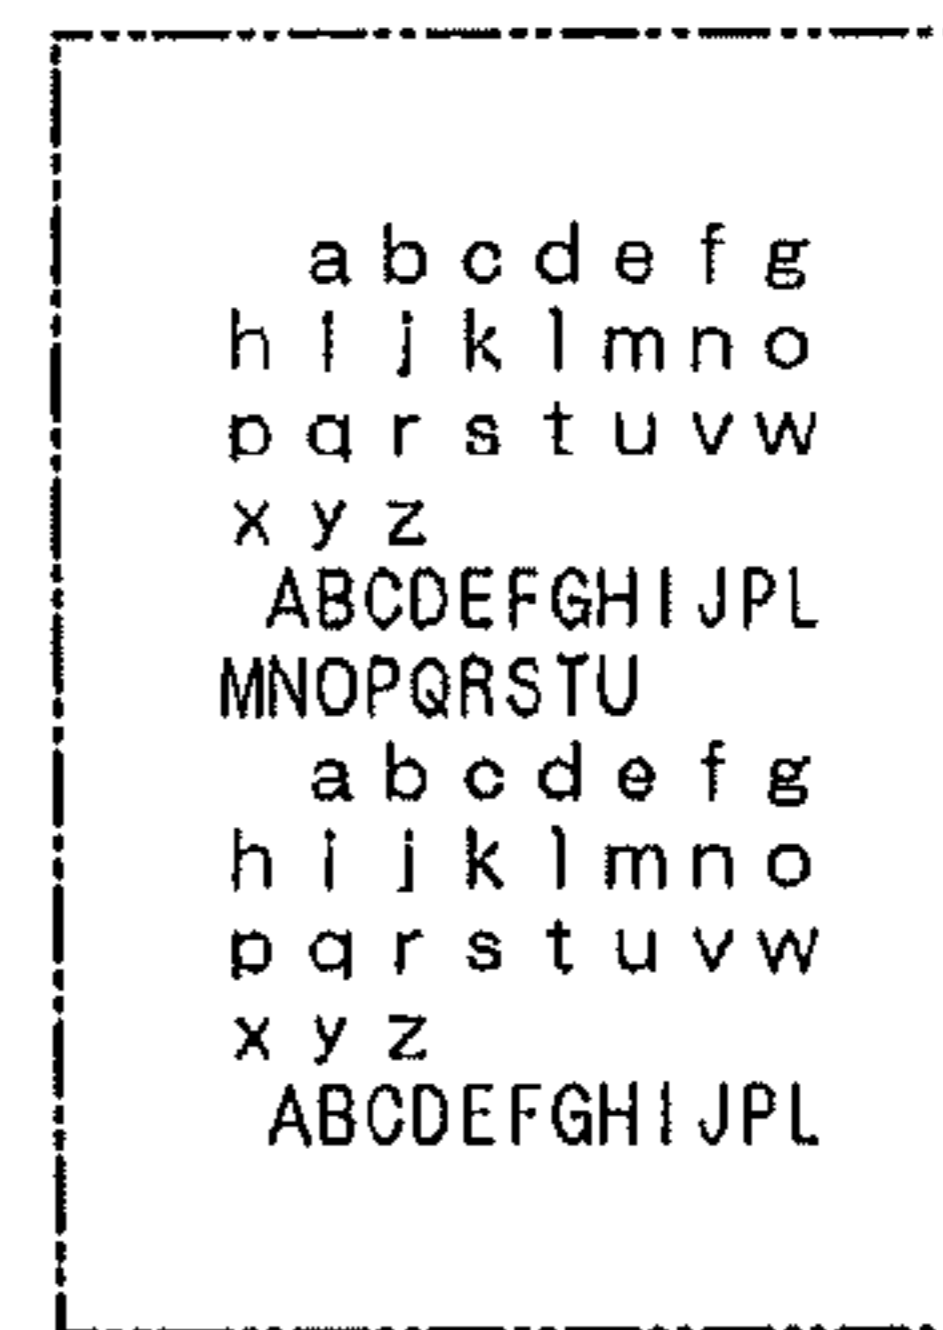 a b c d e f g
h i j k l m n o
p q r s t u v w
x y z
ABCDEFGHIJPL
MNOPQRSTU
a b c d e f g
h i j k l m n o
p q r s t u v w
x y z
ABCDEFGHIJPL